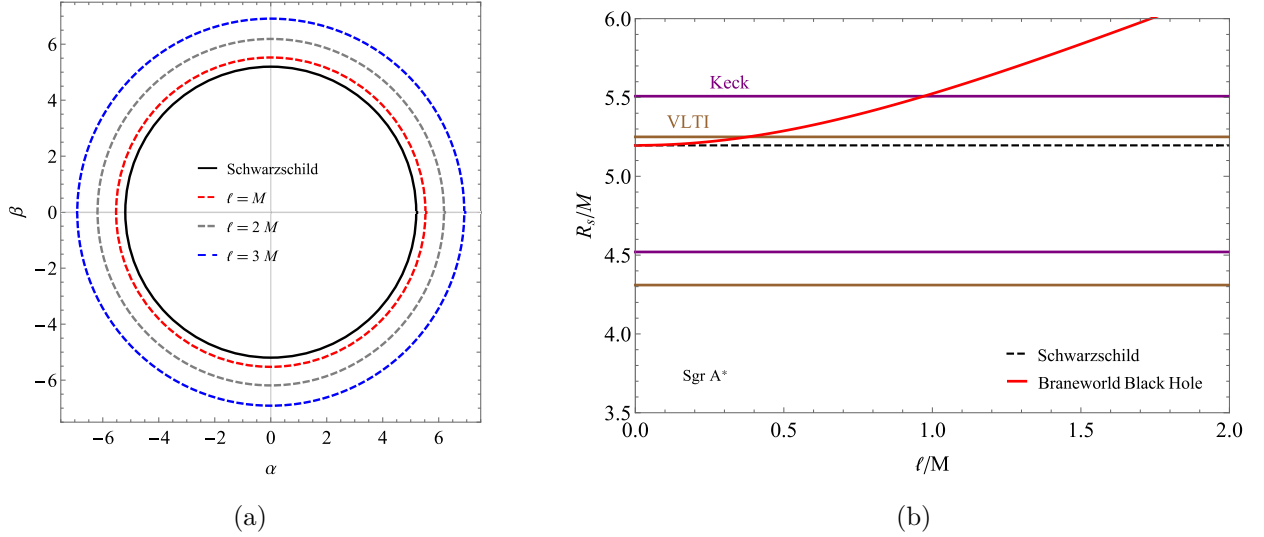 6
4
2
0
−2
−4
−6
β
−6 −4 −2 0 2 4 6
α
Schwarzschild
ℓ = M
ℓ = 2 M
ℓ = 3 M
(a)
6.0
5.5
5.0
4.5
4.0
3.5
R_s/M
0.0 0.5 1.0 1.5 2.0
ℓ/M
Keck
VLTI
Sgr A*
Schwarzschild
Braneworld Black Hole
(b)